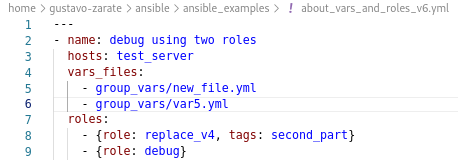 home > gustavo-zarate > ansible > ansible_examples > ! about_vars_and_roles_v6.yml
1 ---
2 - name: debug using two roles
3   hosts: test_server
4   vars_files:
5     - group_vars/new_file.yml
6     - group_vars/var5.yml
7   roles:
8     - {role: replace_v4, tags: second_part}
9     - {role: debug}